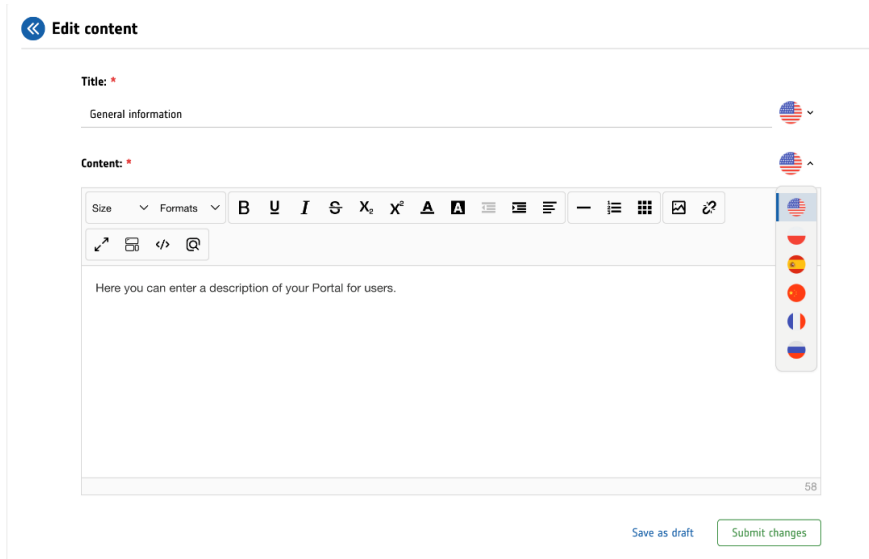 Edit content
Title: *
General information
Content: *
Size Formats B U I S X₂ X² A A
</>
Here you can enter a description of your Portal for users.
58
Save as draft Submit changes